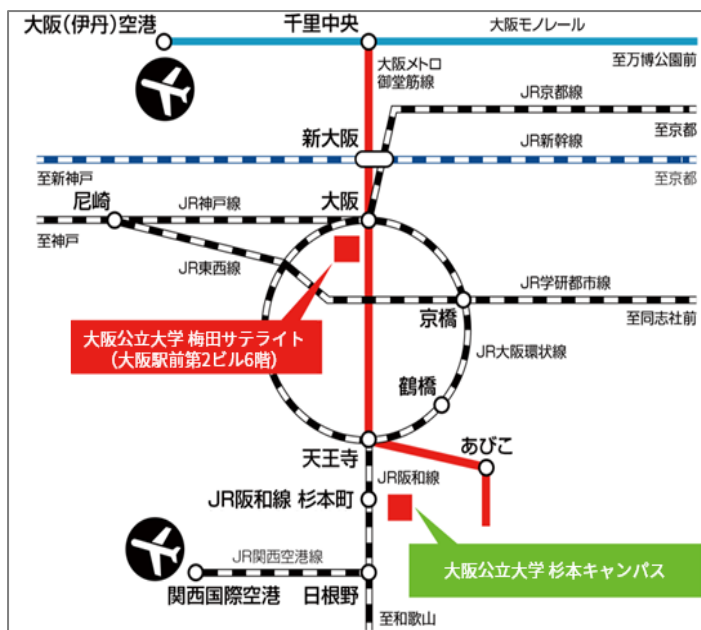 大阪(伊丹)空港
千里中央
大阪モノレール
至万博公園前
大阪メトロ
御堂筋線
JR京都線
至京都
新大阪
JR新幹線
至新神戸
至京都
尼崎
JR神戸線
大阪
至神戸
JR東西線
JR学研都市線
京橋
至同志社前
大阪公立大学 梅田サテライト
(大阪駅前第2ビル6階)
JR大阪環状線
鶴橋
天王寺
あびこ
JR阪和線
JR阪和線 杉本町
大阪公立大学 杉本キャンパス
JR関西空港線
関西国際空港
日根野
至和歌山